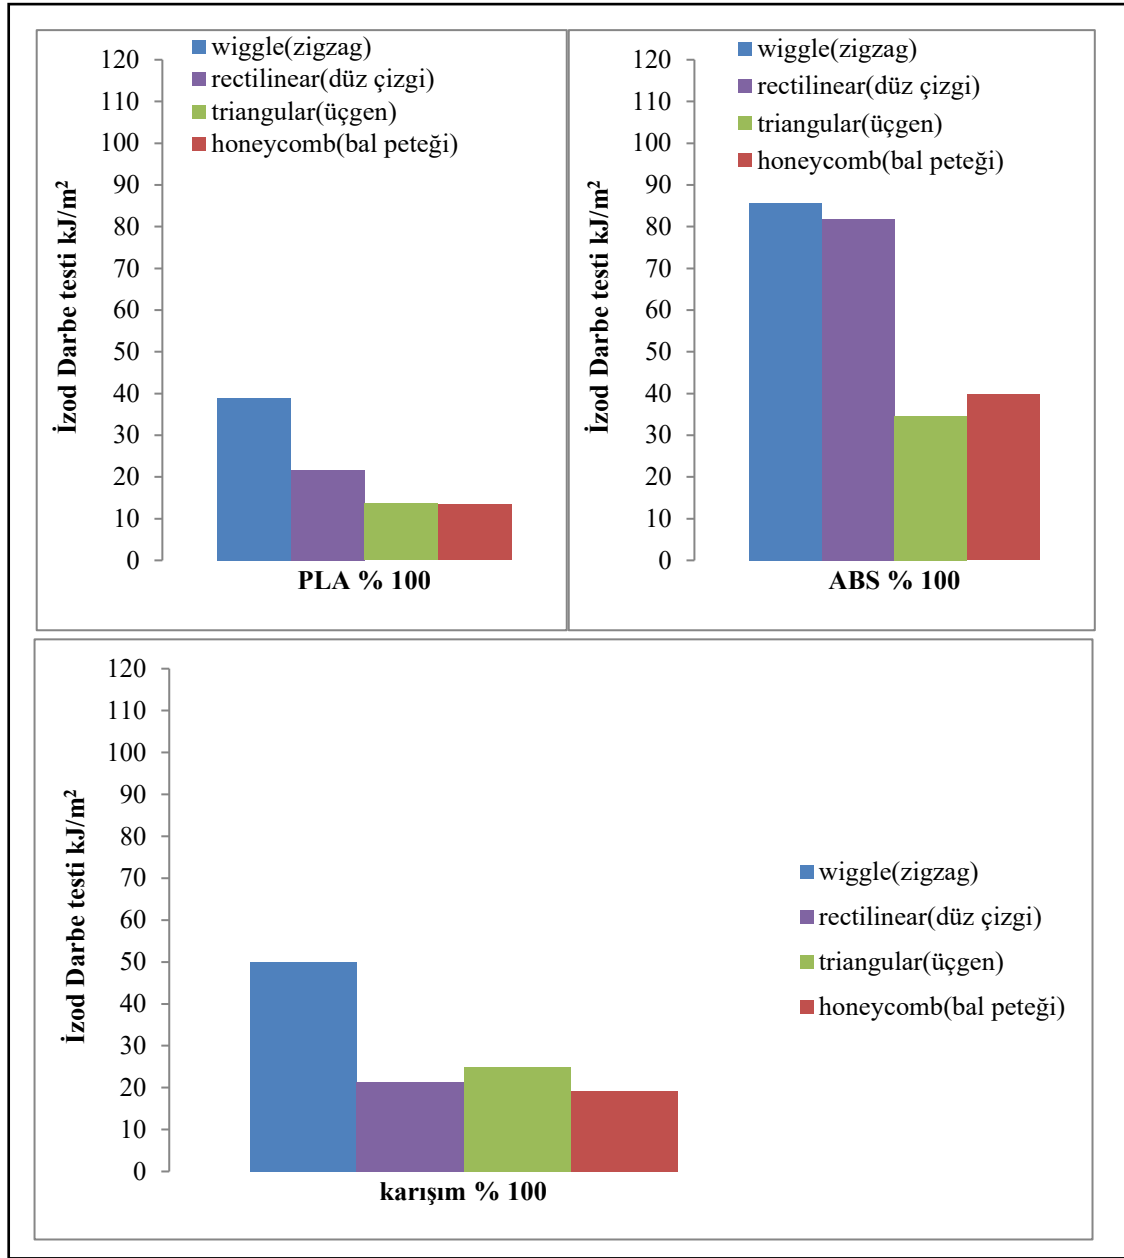 wiggle(zigzag)
rectilinear(düz çizgi)
triangular(üçgen)
honeycomb(bal peteği)
120
110
100
90
80
70
60
50
40
30
20
10
0
İzod Darbe testi kJ/m²
PLA % 100
wiggle(zigzag)
rectilinear(düz çizgi)
triangular(üçgen)
honeycomb(bal peteği)
120
110
100
90
80
70
60
50
40
30
20
10
0
İzod Darbe testi kJ/m²
ABS % 100
120
110
100
90
80
70
60
50
40
30
20
10
0
İzod Darbe testi kJ/m²
karışım % 100
wiggle(zigzag)
rectilinear(düz çizgi)
triangular(üçgen)
honeycomb(bal peteği)